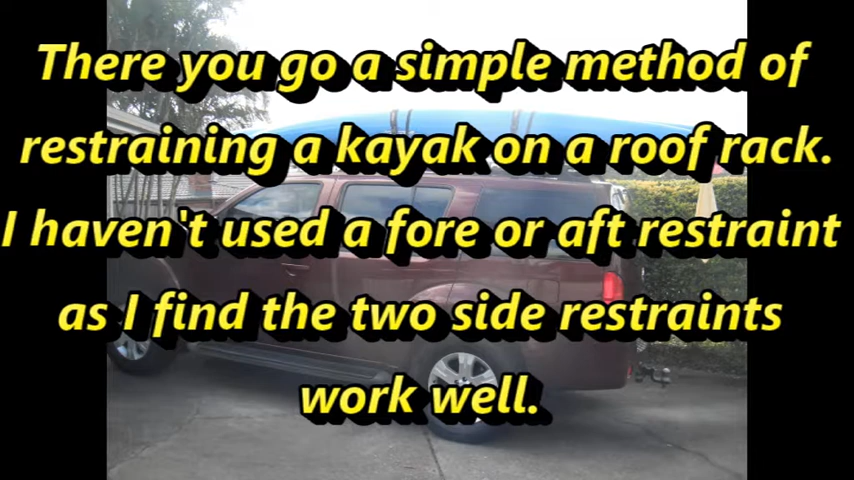 There you go a simple method of
restraining a kayak on a roof rack.
I haven't used a fore or aft restraint
as I find the two side restraints
work well.